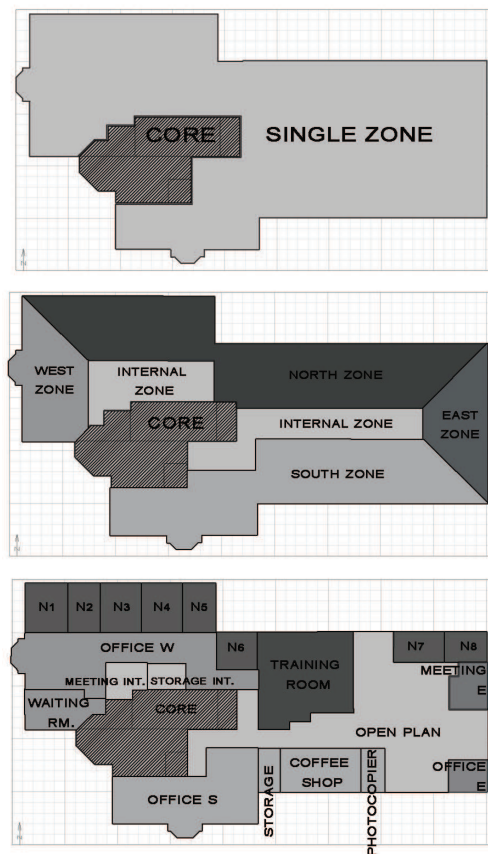 CORE SINGLE ZONE
WEST
ZONE
INTERNAL
ZONE
NORTH ZONE
CORE
INTERNAL ZONE
EAST
ZONE
SOUTH ZONE
N1 N2 N3 N4 N5
OFFICE W
N6
TRAINING
ROOM
N7 N8
MEETING
E
MEETING INT. STORAGE INT.
WAITING
RM.
CORE
OPEN PLAN
OFFICE S
STORAGE
COFFEE
SHOP
PHOTOCOPIER
OFFICE
E